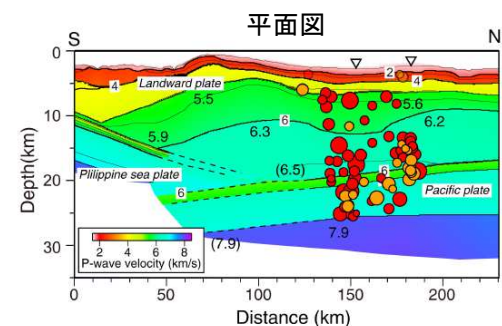 平面図
S
N
0
10
20
30
Depth(km)
Landward plate
4
2
4
5.5
5.6
5.9
6.3
6
6.2
(6.5)
6
6
Pilippine sea plate
Pacific plate
7.9
(7.9)
2 4 6 8
P-wave velocity (km/s)
0 50 100 150 200
Distance (km)